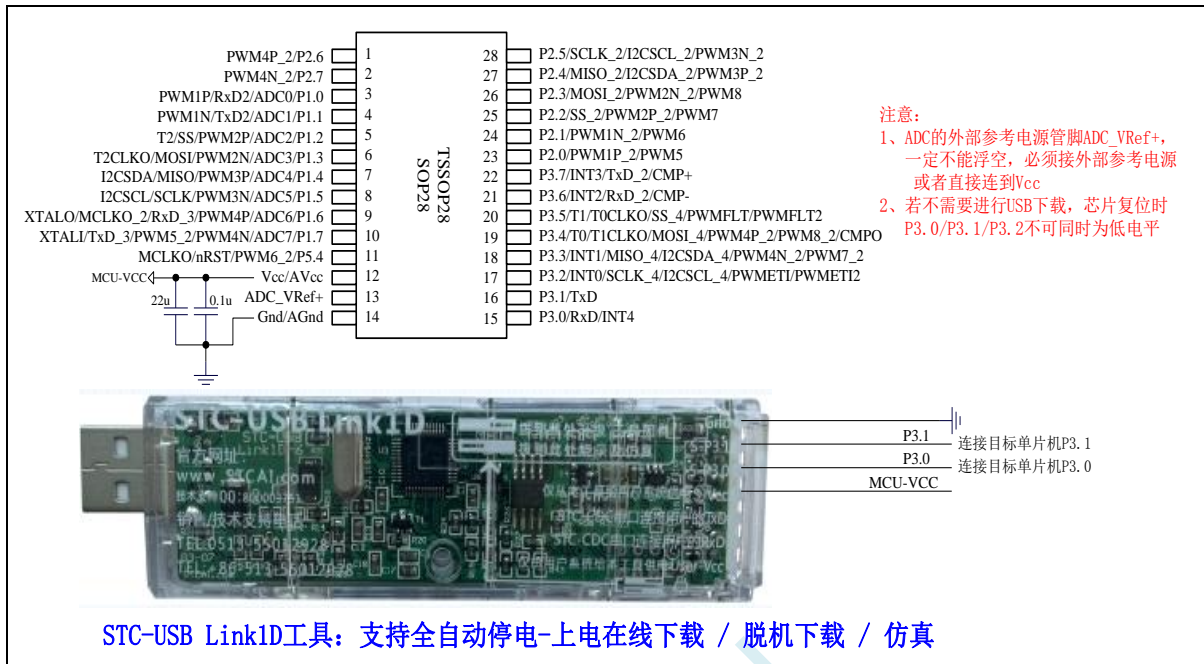 PWM4P_2/P2.6
PWM4N_2/P2.7
PWM1P/RxD2/ADC0/P1.0
PWM1N/TxD2/ADC1/P1.1
T2/SS/PWM2P/ADC2/P1.2
T2CLKO/MOSI/PWM2N/ADC3/P1.3
I2CSDA/MISO/PWM3P/ADC4/P1.4
I2CSCL/SCLK/PWM3N/ADC5/P1.5
XTALO/MCLKO_2/RxD_3/PWM4P/ADC6/P1.6
XTALI/TxD_3/PWM5_2/PWM4N/ADC7/P1.7
MCLKO/nRST/PWM6_2/P5.4
MCU-VCC
Vcc/AVcc
ADC_VRef+
Gnd/AGnd
22u
0.1u
1
2
3
4
5
6
7
8
9
10
11
12
13
14
TSSOP28
SOP28
28
27
26
25
24
23
22
21
20
19
18
17
16
15
P2.5/SCLK_2/I2CSCL_2/PWM3N_2
P2.4/MISO_2/I2CSDA_2/PWM3P_2
P2.3/MOSI_2/PWM2N_2/PWM8
P2.2/SS_2/PWM2P_2/PWM7
P2.1/PWM1N_2/PWM6
P2.0/PWM1P_2/PWM5
P3.7/INT3/TxD_2/CMP+
P3.6/INT2/RxD_2/CMP-
P3.5/T1/T0CLKO/SS_4/PWMFLT/PWMFLT2
P3.4/T0/T1CLKO/MOSI_4/PWM4P_2/PWM8_2/CMPO
P3.3/INT1/MISO_4/I2CSDA_4/PWM4N_2/PWM7_2
P3.2/INT0/SCLK_4/I2CSCL_4/PWMETI/PWMETI2
P3.1/TxD
P3.0/RxD/INT4
注意:
1、ADC的外部参考电源管脚ADC_VRef+,
一定不能浮空, 必须接外部参考电源
或者直接连到Vcc
2、若不需要进行USB下载, 芯片复位时
P3.0/P3.1/P3.2不可同时为低电平
STC-USB Link1D
官方网址:
www.STCAI.com
TEL:0513-55012928
TEL:+86-513-55012928
Gnd
P3.1
连接目标单片机P3.1
P3.0
连接目标单片机P3.0
MCU-VCC
STC-USB Link1D工具: 支持全自动停电-上电在线下载 / 脱机下载 / 仿真